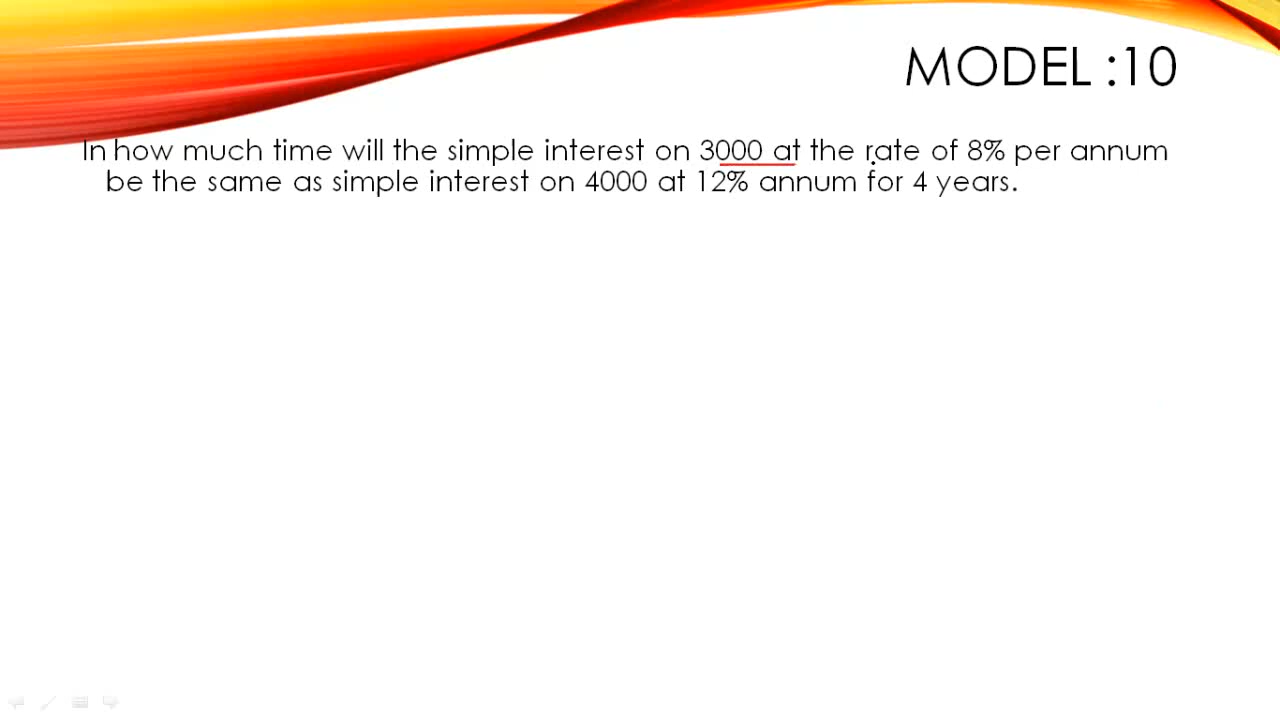 MODEL :10
In how much time will the simple interest on 3000 at the rate of 8% per annum
be the same as simple interest on 4000 at 12% annum for 4 years.